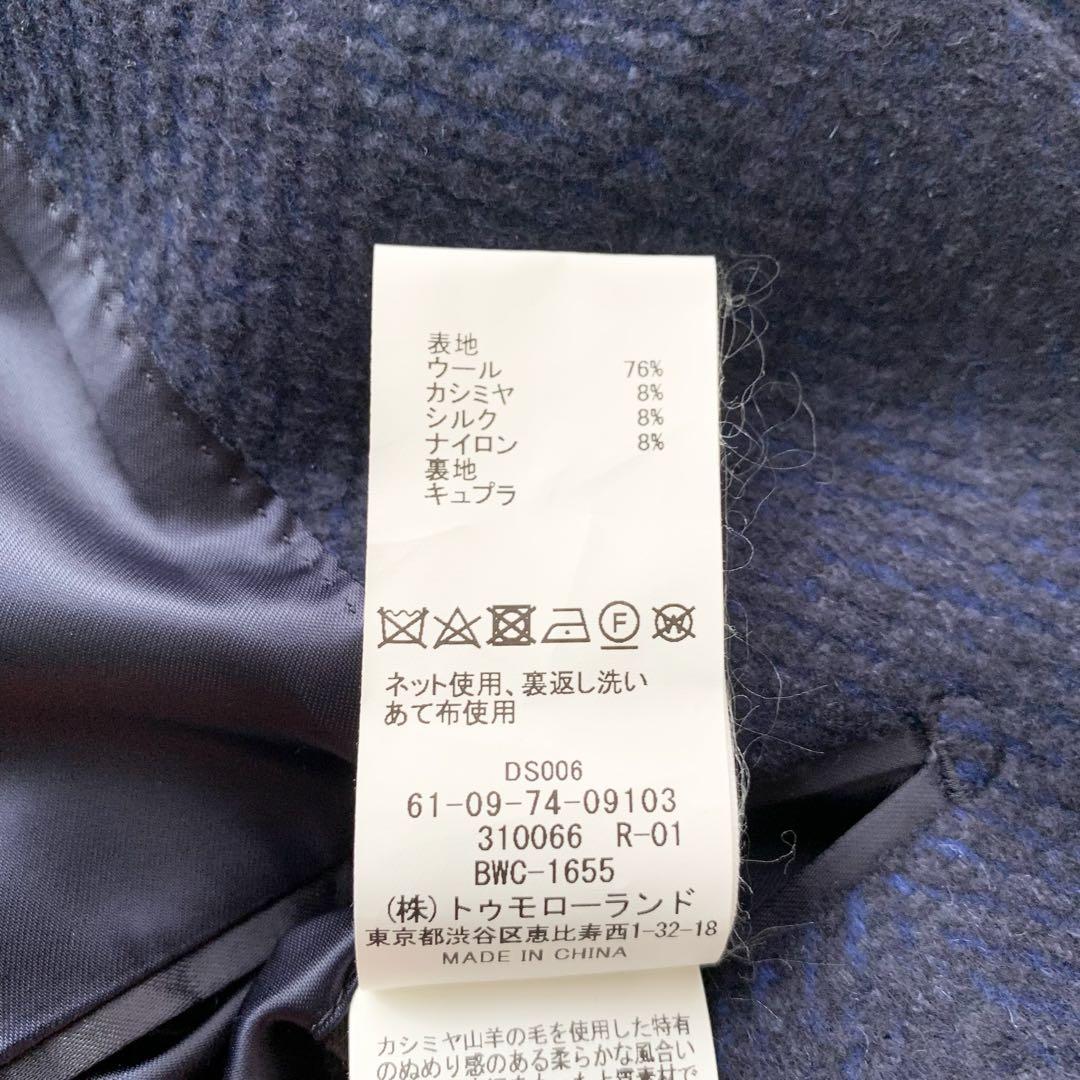 表地
ウール 76%
カシミヤ 8%
シルク 8%
ナイロン 8%
裏地
キュプラ
F W
ネット使用、裏返し洗い
あて布使用
DS006
61-09-74-09103
310066 R-01
BWC-1655
(株)トゥモローランド
東京都渋谷区恵比寿西1-32-18
MADE IN CHINA
カシミヤ山羊の毛を使用した特有
のぬめり感のある柔らかな風合い
上質素材で